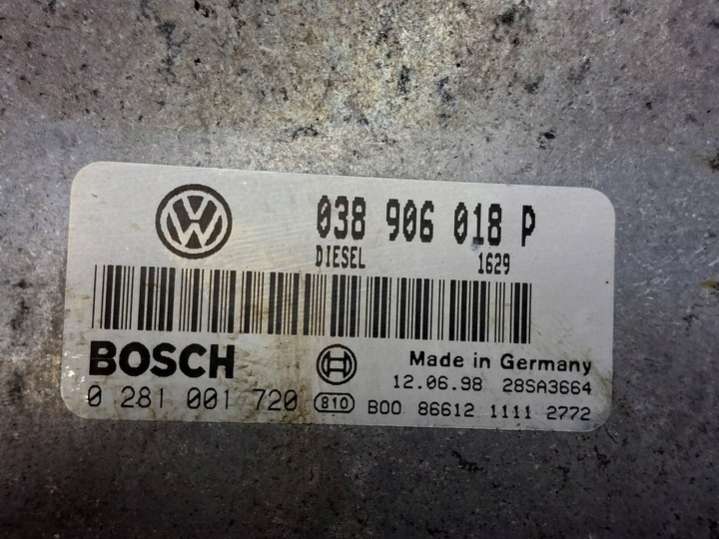 VW 038 906 018 P
DIESEL 1629
BOSCH Made in Germany
12.06.98 28SA3664
0 281 001 720 810 B00 86612 1111 2772